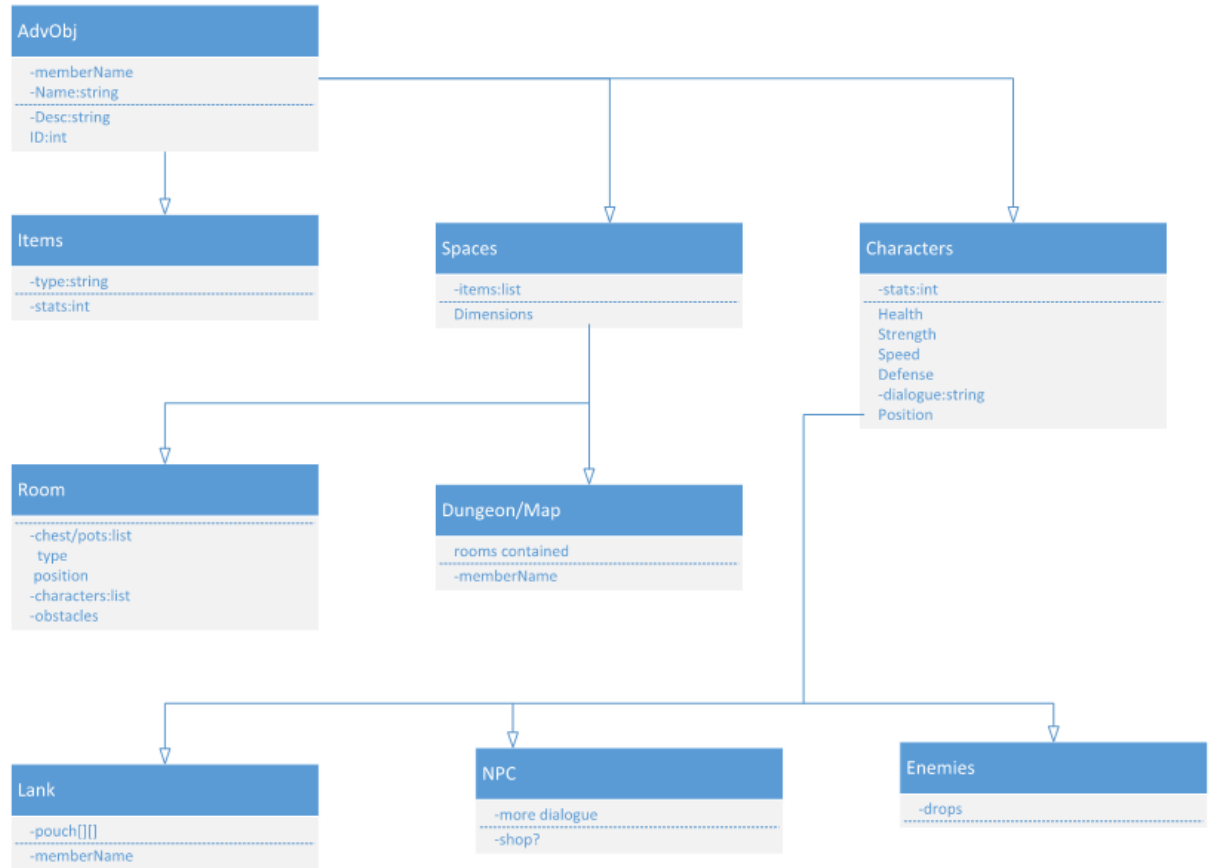 AdvObj
-memberName
-Name:string
-Desc:string
ID:int
Items
-type:string
-stats:int
Spaces
-items:list
Dimensions
Characters
-stats:int
Health
Strength
Speed
Defense
-dialogue:string
Position
Room
-chest/pots:list
type
position
-characters:list
-obstacles
Dungeon/Map
rooms contained
-memberName
Lank
-pouch[][]
-memberName
NPC
-more dialogue
-shop?
Enemies
-drops